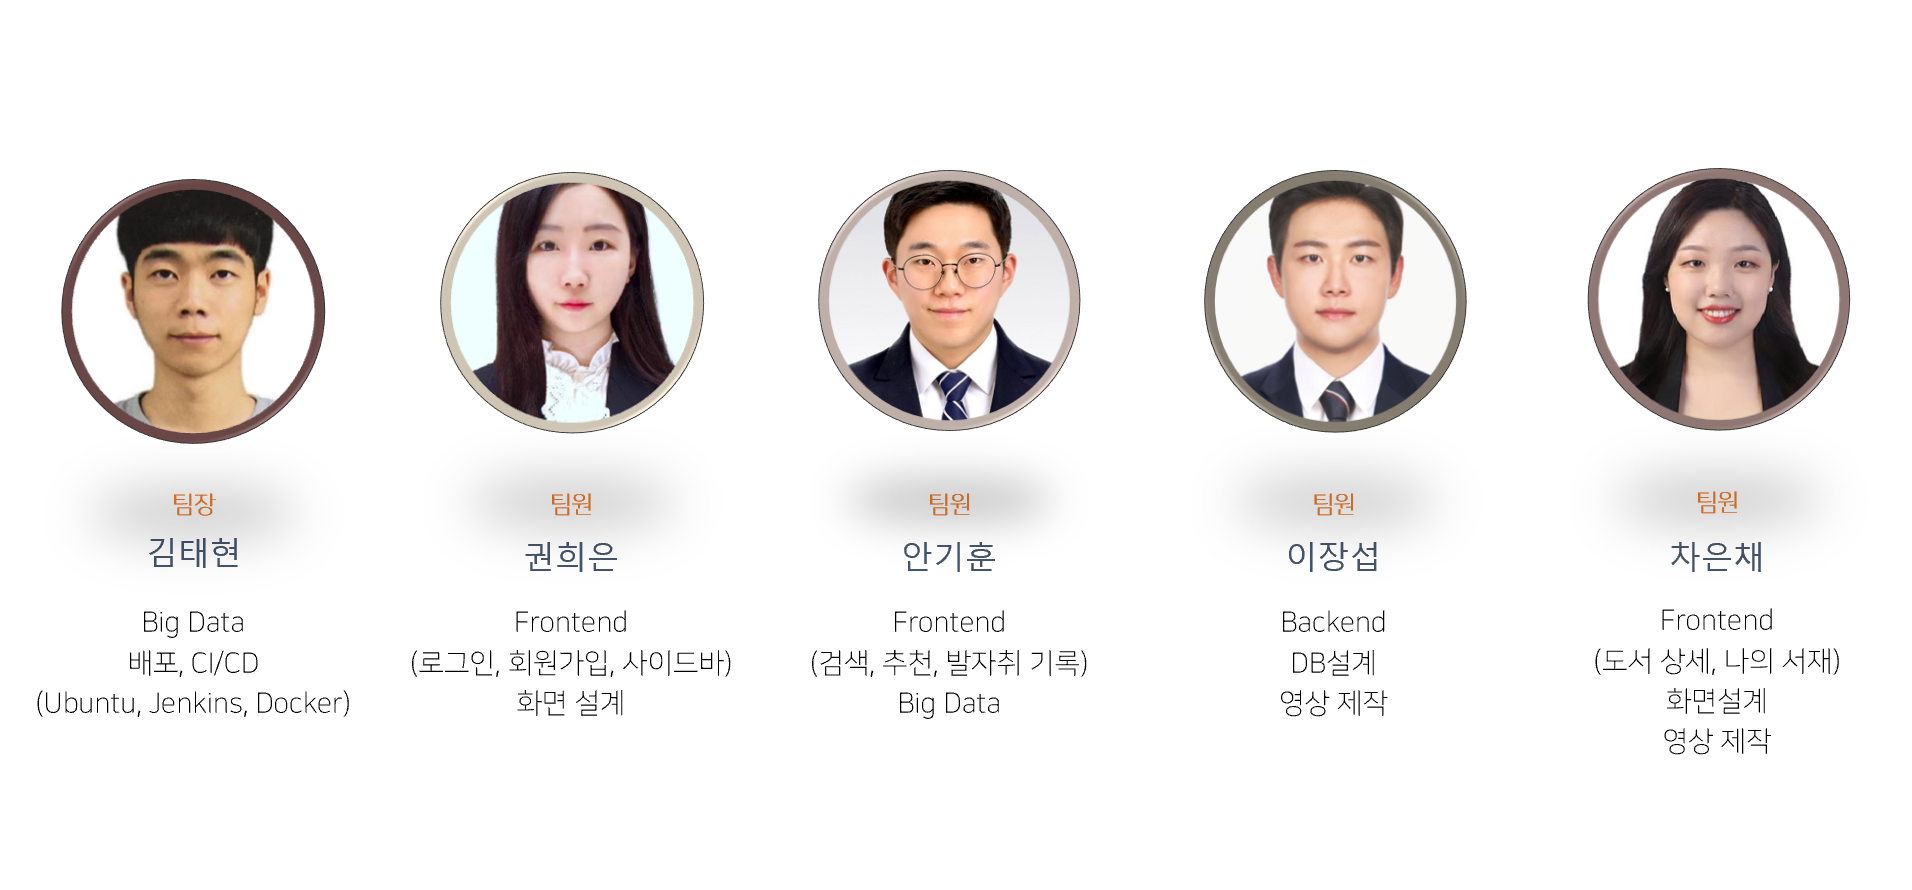 팀장
김태현
Big Data
배포, CI/CD
(Ubuntu, Jenkins, Docker)
팀원
권희은
Frontend
(로그인, 회원가입, 사이드바)
화면 설계
팀원
안기훈
Frontend
(검색, 추천, 발자취 기록)
Big Data
팀원
이장섭
Backend
DB설계
영상 제작
팀원
차은채
Frontend
(도서 상세, 나의 서재)
화면설계
영상 제작